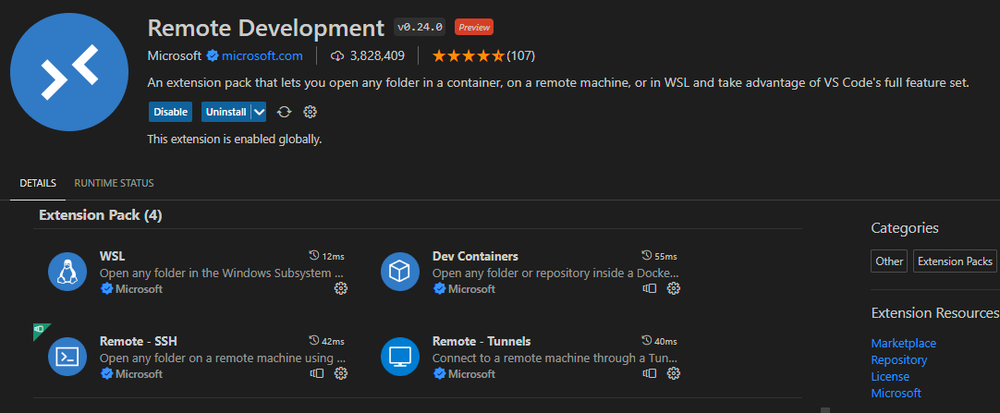 Remote Development v0.24.0 Preview
Microsoft microsoft.com 3,828,409 (107)
An extension pack that lets you open any folder in a container, on a remote machine, or in WSL and take advantage of VS Code's full feature set.
Disable Uninstall
This extension is enabled globally.
DETAILS RUNTIME STATUS
Extension Pack (4)
WSL 12ms
Open any folder in the Windows Subsystem ...
Microsoft
Dev Containers 55ms
Open any folder or repository inside a Docke...
Microsoft
Remote - SSH 42ms
Open any folder on a remote machine using ...
Microsoft
Remote - Tunnels 40ms
Connect to a remote machine through a Tun...
Microsoft
Categories
Other Extension Packs
Extension Resources
Marketplace
Repository
License
Microsoft